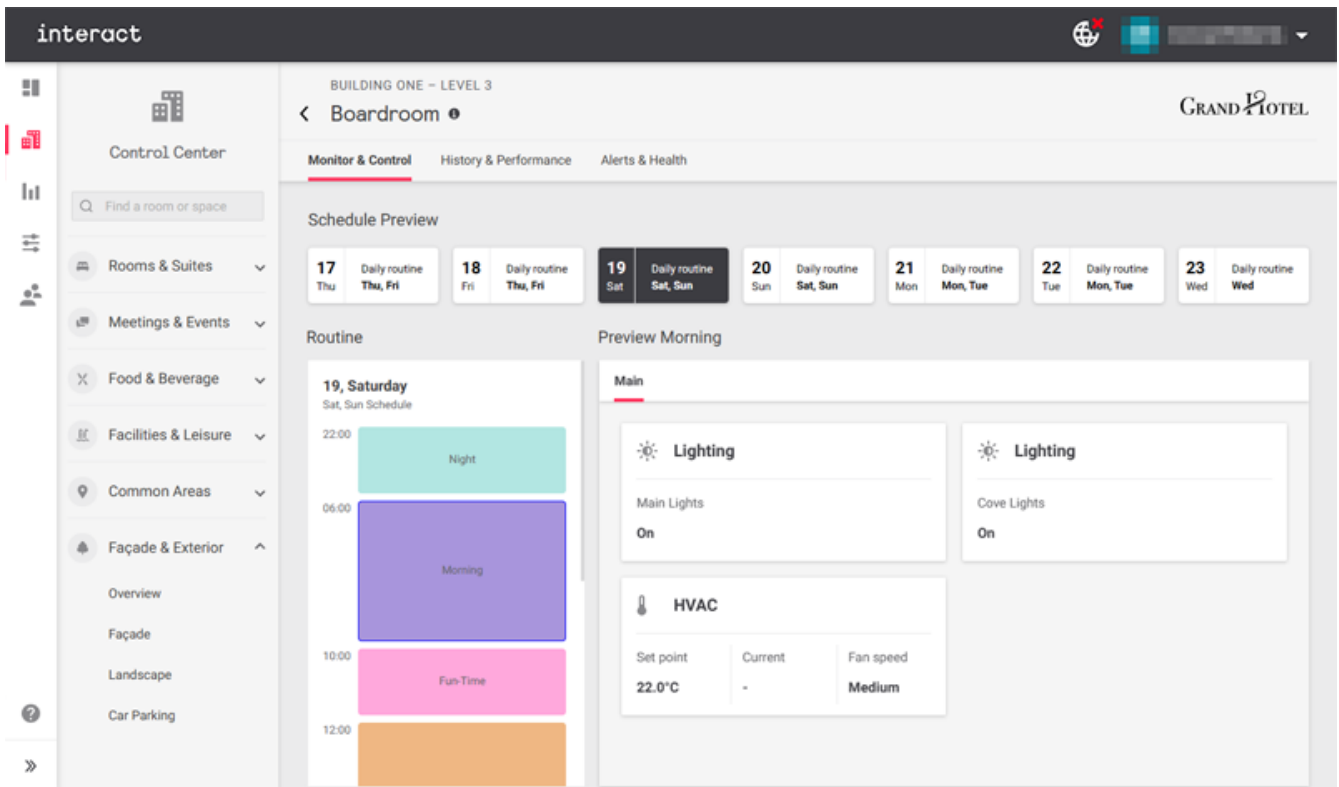 interact
Control Center
Find a room or space
Rooms & Suites
Meetings & Events
Food & Beverage
Facilities & Leisure
Common Areas
Façade & Exterior
Overview
Façade
Landscape
Car Parking
BUILDING ONE – LEVEL 3
Boardroom
GRAND HOTEL
Monitor & Control History & Performance Alerts & Health
Schedule Preview
17 Thu Daily routine Thu, Fri
18 Fri Daily routine Thu, Fri
19 Sat Daily routine Sat, Sun
20 Sun Daily routine Sat, Sun
21 Mon Daily routine Mon, Tue
22 Tue Daily routine Mon, Tue
23 Wed Daily routine Wed
Routine
19, Saturday
Sat, Sun Schedule
22:00
Night
06:00
Morning
10:00
Fun-Time
12:00
Preview Morning
Main
Lighting
Main Lights
On
Lighting
Cove Lights
On
HVAC
Set point Current Fan speed
22.0°C - Medium